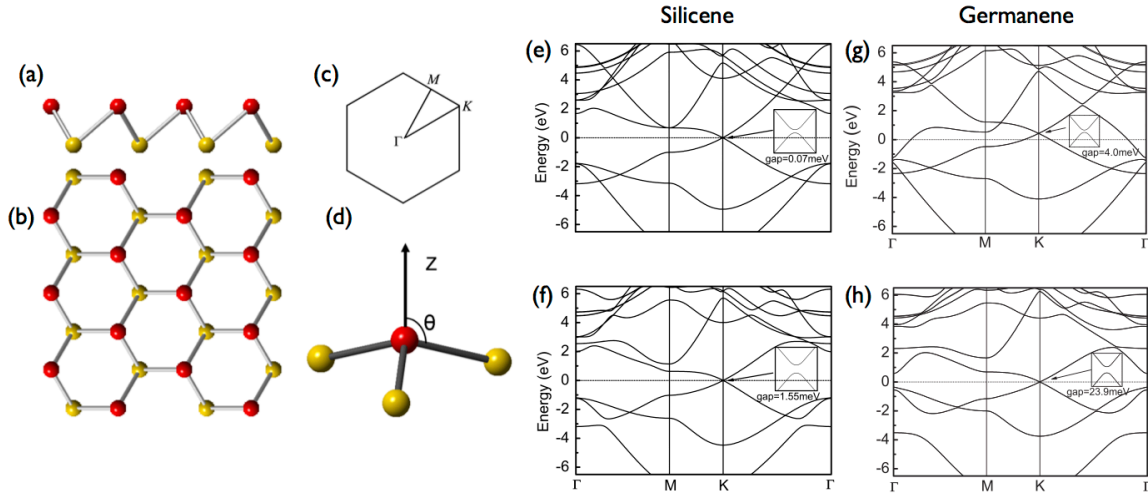 Silicene
Germanene
(a)
(c)
M
K
Γ
(b)
(d)
Z
θ
(e)
Energy (eV)
6
4
2
0
-2
-4
-6
gap=0.07meV
(g)
Energy (eV)
6
4
2
0
-2
-4
-6
gap=4.0meV
Γ
M
K
Γ
(f)
Energy (eV)
6
4
2
0
-2
-4
-6
gap=1.55meV
Γ
M
K
Γ
(h)
6
4
2
0
-2
-4
-6
gap=23.9meV
Γ
M
K
Γ